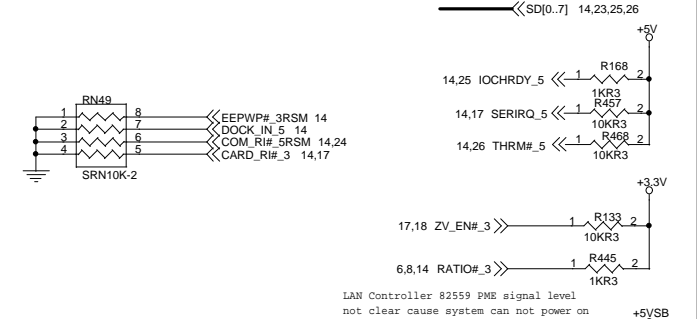 SD[0..7] 14,23,25,26
+5V
R168
14,25 IOCHRDY_5 1 2
1KR3
R457
14,17 SERIRQ_5 1 2
10KR3
R468
14,26 THRM#_5 1 2
10KR3
RN49
1 8 EEPWP#_3RSM 14
2 7 DOCK_IN_5 14
3 6 COM_RI#_5RSM 14,24
4 5 CARD_RI#_3 14,17
SRN10K-2
+3.3V
R133
17,18 ZV_EN#_3 1 2
10KR3
R445
6,8,14 RATIO#_3 1 2
1KR3
LAN Controller 82559 PME signal level
not clear cause system can not power on
+5VSB